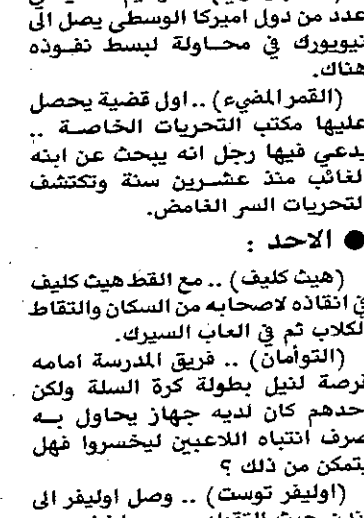 عدد من دول اميركا الوسطى يصل الى
نيويورك في محاولة لبسط نفوذه
هناك.
(القمر المضيء) .. اول قضية يحصل
عليها مكتب التحريات الخاصة ..
يدعي فيها رجل انه يبحث عن ابنه
الغائب منذ عشرين سنة وتكتشف
التحريات السر الغامض.
● الاحد :
(هيث كليف) .. مع القط هيث كليف
في انقاذه لاصحابه من السكان والتقاط
الكلاب ثم في العاب السيرك.
(التوأمان) .. فريق المدرسة امامه
فرصة لنيل بطولة كرة السلة ولكن
احدهم كان لديه جهاز يحاول به
صرف انتباه اللاعبين ليخسروا فهل
يتمكن من ذلك ؟
(اوليفر توست) .. وصل اوليفر الى